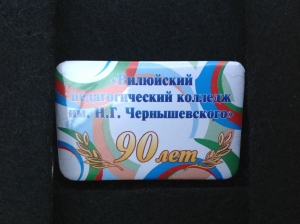 «Вилюйский
педагогический колледж
им. Н.Г. Чернышевского»
90 лет